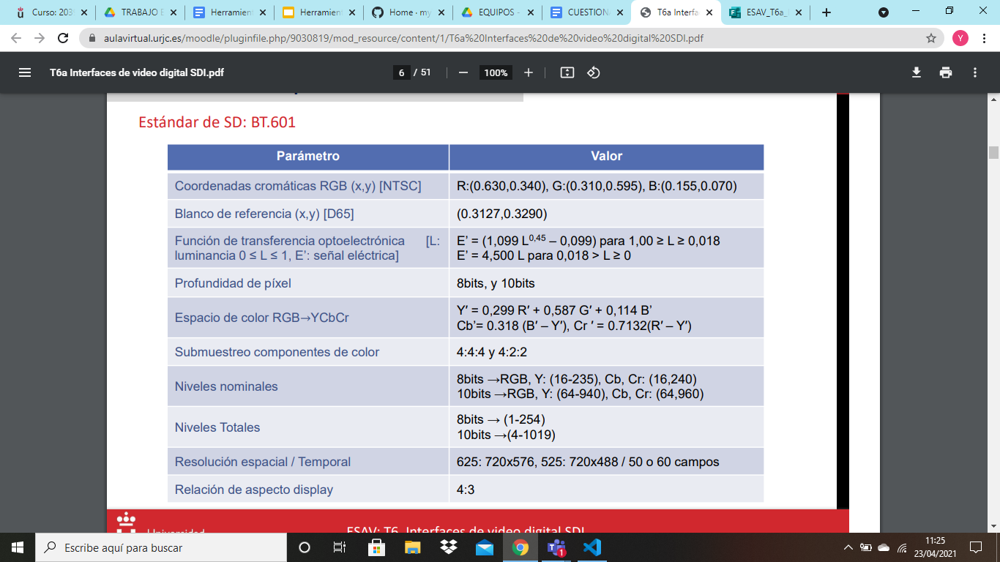 Curso: 203
TRABAJO E
Herramien
Herramien
Home · my
EQUIPOS -
CUESTION
T6a Interfa
ESAV_T6a_
aulavirtual.urjc.es/moodle/pluginfile.php/9030819/mod_resource/content/1/T6a%20Interfaces%20de%20video%20digital%20SDI.pdf
Y
T6a Interfaces de video digital SDI.pdf
6 / 51
100%
Estándar de SD: BT.601
Parámetro Valor
Coordenadas cromáticas RGB (x,y) [NTSC] R:(0.630,0.340), G:(0.310,0.595), B:(0.155,0.070)
Blanco de referencia (x,y) [D65] (0.3127,0.3290)
Función de transferencia optoelectrónica [L:
luminancia 0 ≤ L ≤ 1, E’: señal eléctrica]
E’ = (1,099 L0,45 – 0,099) para 1,00 ≥ L ≥ 0,018
E’ = 4,500 L para 0,018 > L ≥ 0
Profundidad de píxel 8bits, y 10bits
Espacio de color RGB→YCbCr
Y′ = 0,299 R′ + 0,587 G′ + 0,114 B’
Cb’= 0.318 (B′ – Y′), Cr ′ = 0.7132(R′ – Y′)
Submuestreo componentes de color 4:4:4 y 4:2:2
Niveles nominales
8bits →RGB, Y: (16-235), Cb, Cr: (16,240)
10bits →RGB, Y: (64-940), Cb, Cr: (64,960)
Niveles Totales
8bits → (1-254)
10bits →(4-1019)
Resolución espacial / Temporal 625: 720x576, 525: 720x488 / 50 o 60 campos
Relación de aspecto display 4:3
Universidad
ESAV: T6. Interfaces de video digital SDI
Escribe aquí para buscar
1
11:25
23/04/2021